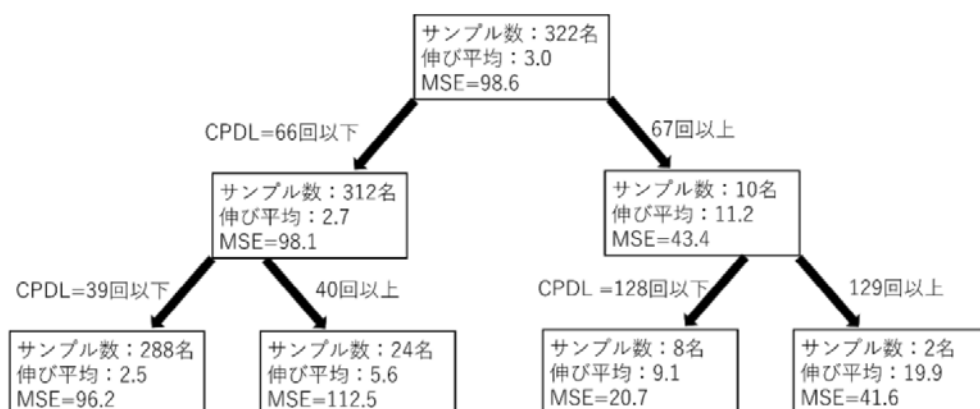 サンプル数：322名
伸び平均：3.0
MSE=98.6
CPDL=66回以下
67回以上
サンプル数：312名
伸び平均：2.7
MSE=98.1
サンプル数：10名
伸び平均：11.2
MSE=43.4
CPDL=39回以下
40回以上
CPDL =128回以下
129回以上
サンプル数：288名
伸び平均：2.5
MSE=96.2
サンプル数：24名
伸び平均：5.6
MSE=112.5
サンプル数：8名
伸び平均：9.1
MSE=20.7
サンプル数：2名
伸び平均：19.9
MSE=41.6